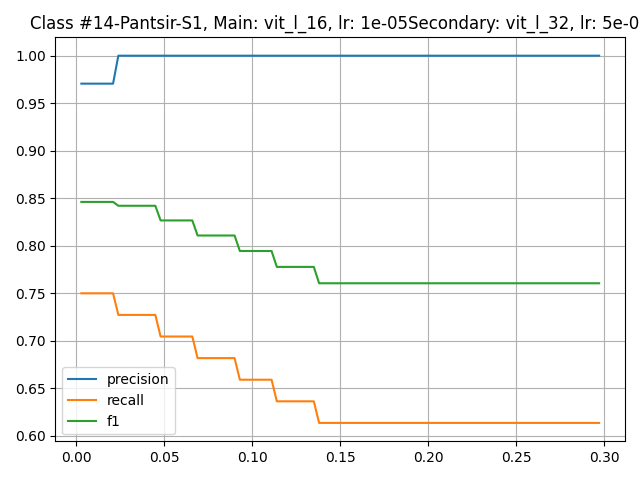 Class #14-Pantsir-S1, Main: vit_l_16, lr: 1e-05Secondary: vit_l_32, lr: 5e-0
1.00
0.95
0.90
0.85
0.80
0.75
0.70
0.65
0.60
precision
recall
f1
0.00 0.05 0.10 0.15 0.20 0.25 0.30